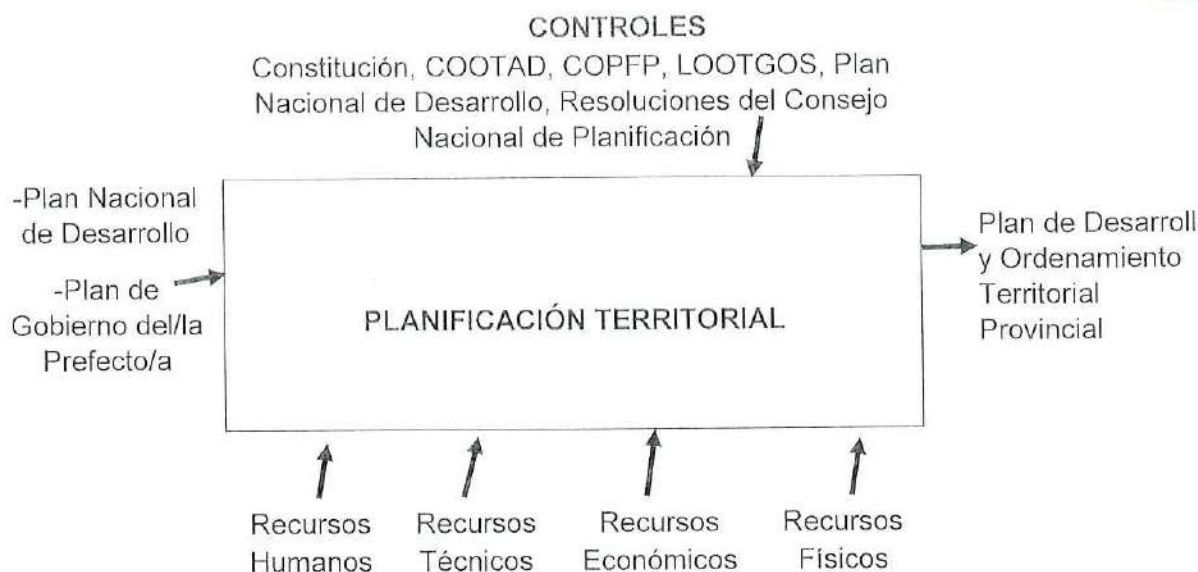 CONTROLES
Constitución, COOTAD, COPFP, LOOTGOS, Plan
Nacional de Desarrollo, Resoluciones del Consejo
Nacional de Planificación
-Plan Nacional
de Desarrollo
-Plan de
Gobierno del/la
Prefecto/a
PLANIFICACIÓN TERRITORIAL
Plan de Desarroll
y Ordenamiento
Territorial
Provincial
Recursos
Humanos
Recursos
Técnicos
Recursos
Económicos
Recursos
Físicos